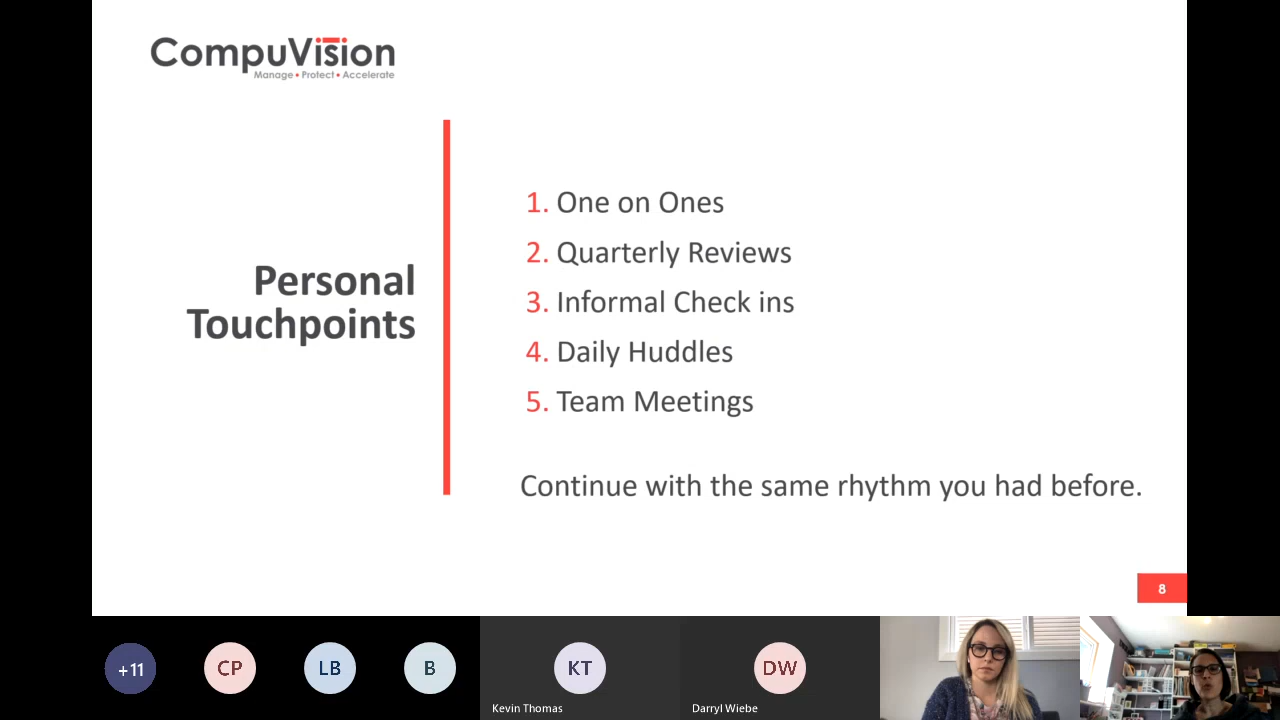 CompuVision
Manage • Protect • Accelerate
Personal
Touchpoints
1. One on Ones
2. Quarterly Reviews
3. Informal Check ins
4. Daily Huddles
5. Team Meetings
Continue with the same rhythm you had before.
8
+11
CP
LB
B
KT
DW
Kevin Thomas
Darryl Wiebe